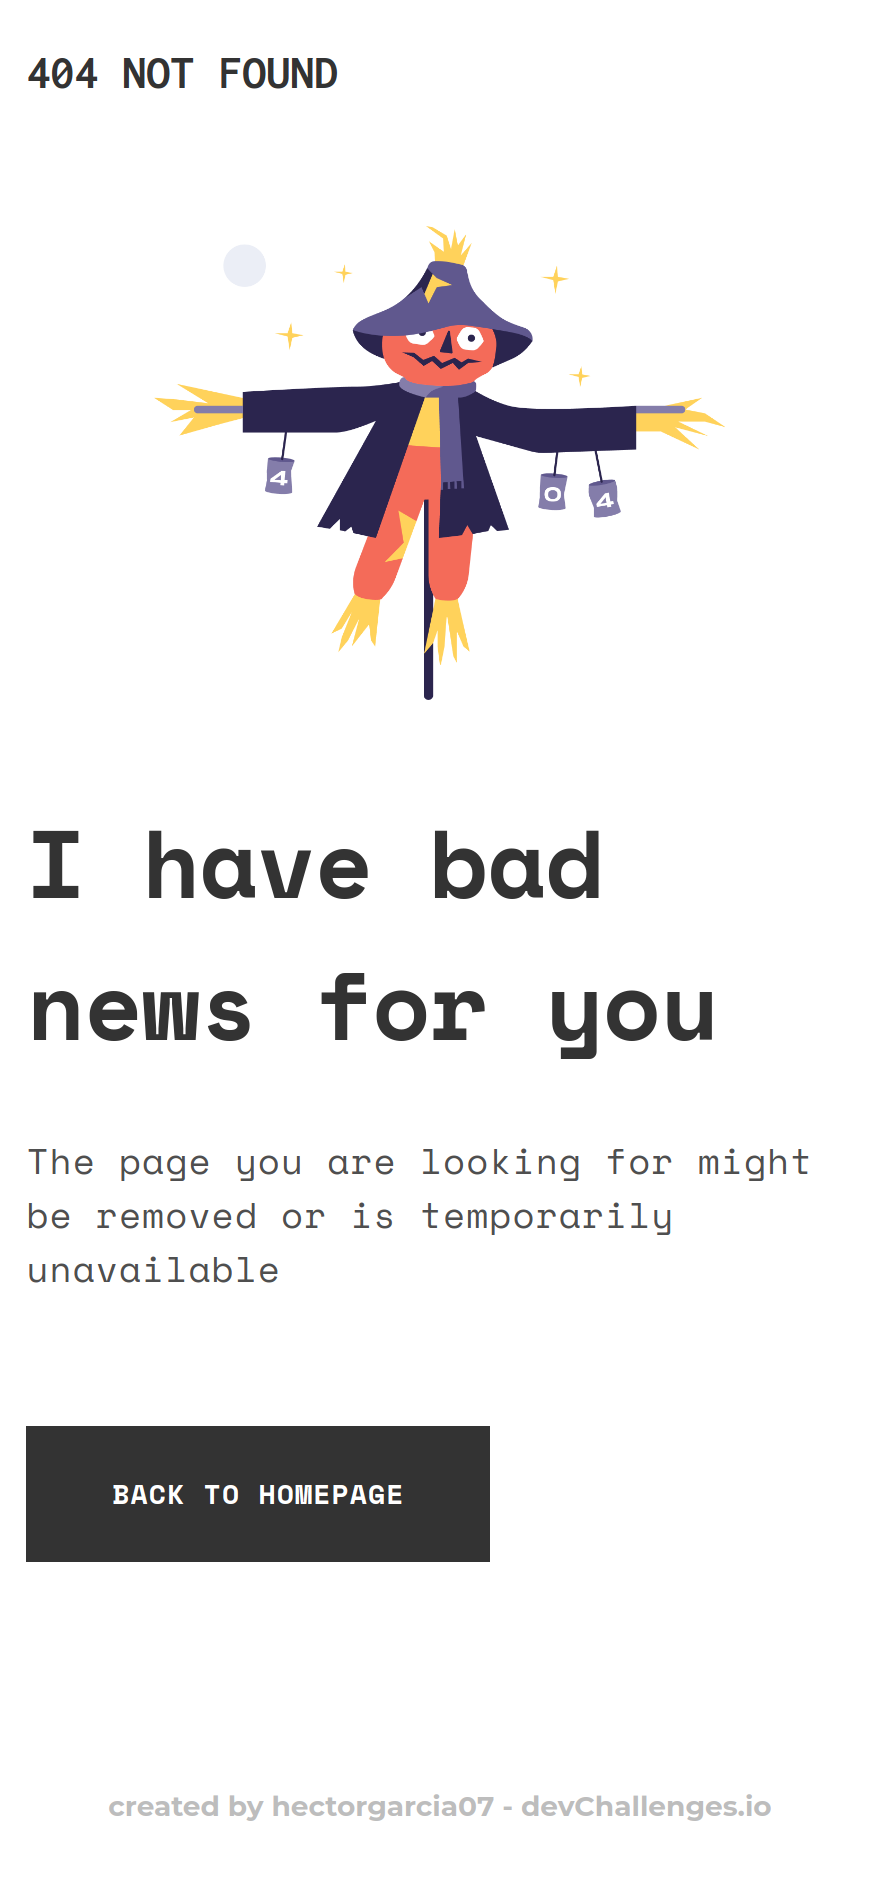 404 NOT FOUND
4
0
4
I have bad
news for you
The page you are looking for might
be removed or is temporarily
unavailable
BACK TO HOMEPAGE
created by hectorgarcia07 - devChallenges.io